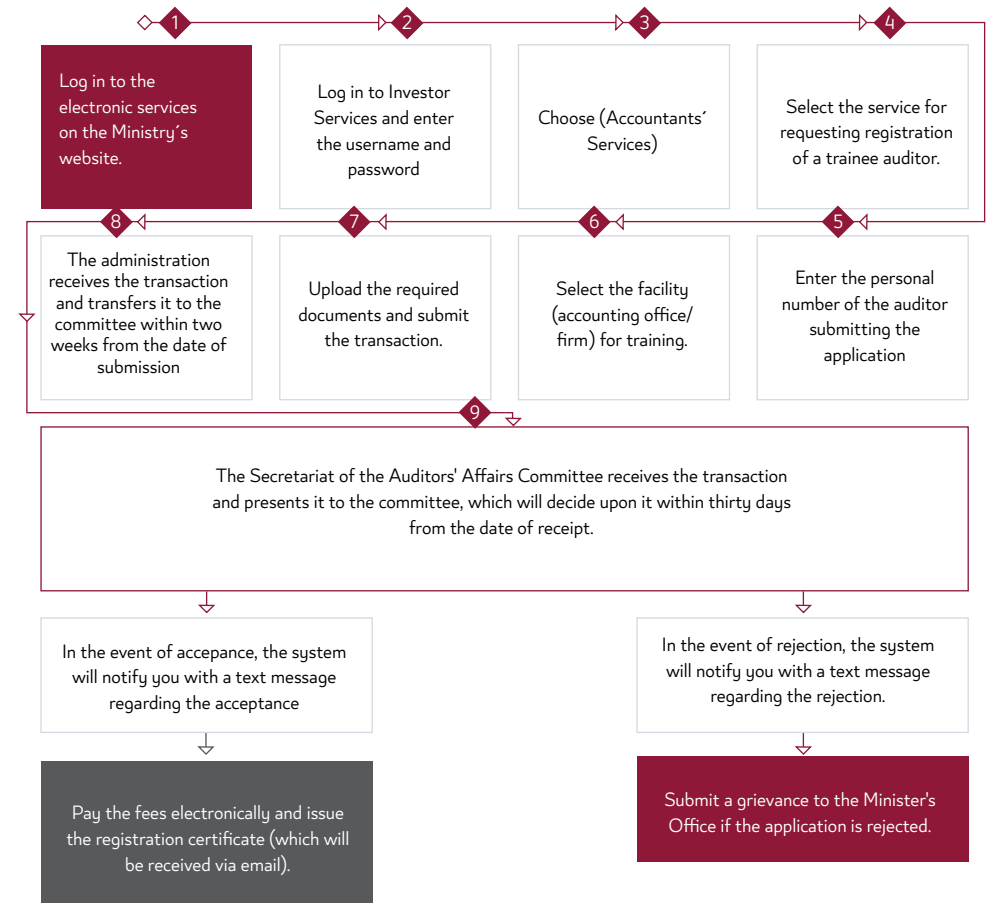 1
Log in to the
electronic services
on the Ministry´s
website.
2
Log in to Investor
Services and enter
the username and
password
3
Choose (Accountants´
Services)
4
Select the service for
requesting registration
of a trainee auditor.
5
Enter the personal
number of the auditor
submitting the
application
6
Select the facility
(accounting office/
firm) for training.
7
Upload the required
documents and submit
the transaction.
8
The administration
receives the transaction
and transfers it to the
committee within two
weeks from the date of
submission
9
The Secretariat of the Auditors' Affairs Committee receives the transaction
and presents it to the committee, which will decide upon it within thirty days
from the date of receipt.
In the event of accepance, the system
will notify you with a text message
regarding the acceptance
Pay the fees electronically and issue
the registration certificate (which will
be received via email).
In the event of rejection, the system
will notify you with a text message
regarding the rejection.
Submit a grievance to the Minister's
Office if the application is rejected.